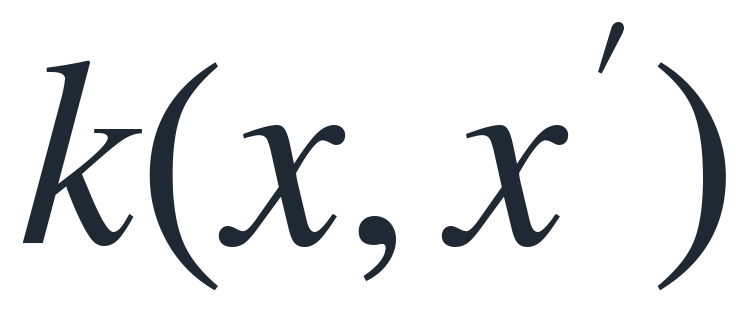 k(x, x′)